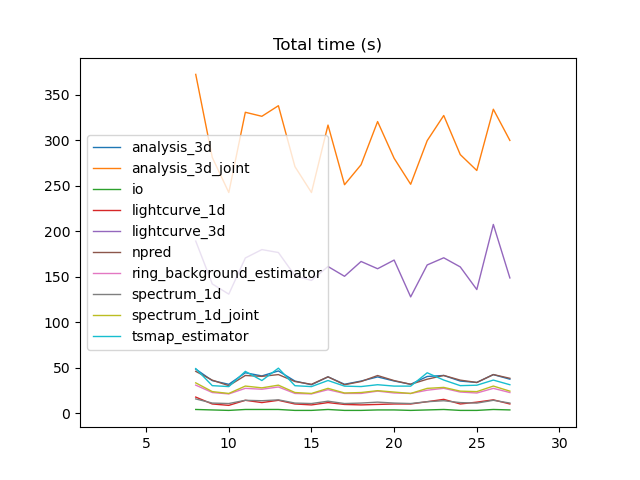 Total time (s)
350
300
250
200
150
100
50
0
analysis_3d
analysis_3d_joint
io
lightcurve_1d
lightcurve_3d
npred
ring_background_estimator
spectrum_1d
spectrum_1d_joint
tsmap_estimator
5 10 15 20 25 30